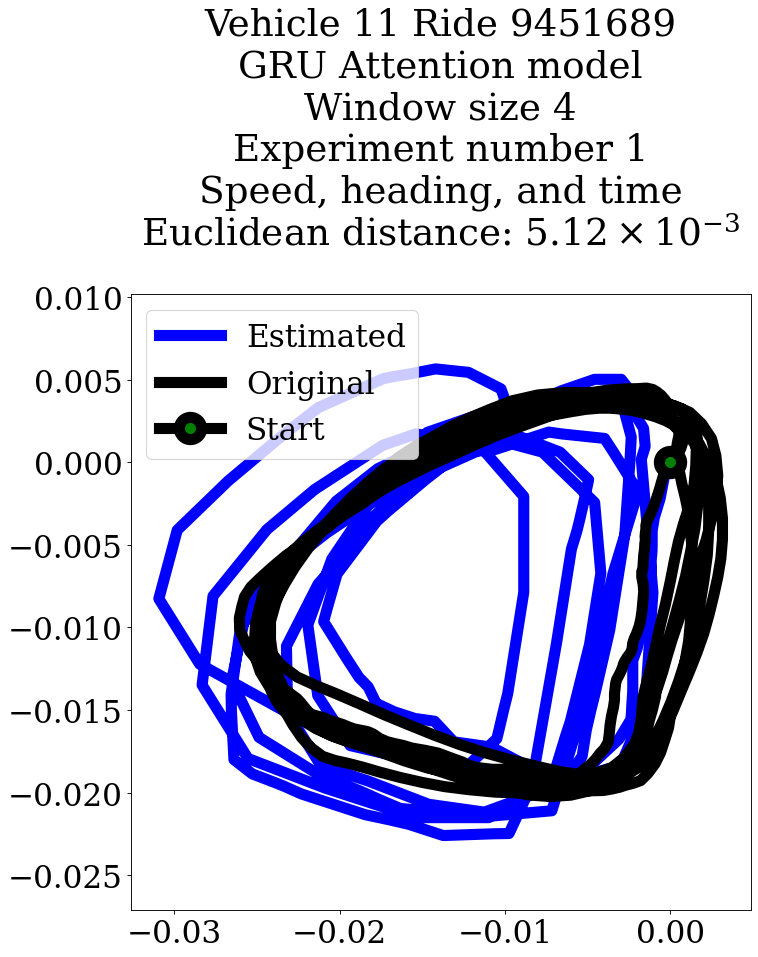 Vehicle 11 Ride 9451689
GRU Attention model
Window size 4
Experiment number 1
Speed, heading, and time
Euclidean distance: 5.12 × 10⁻³
0.010
0.005
0.000
−0.005
−0.010
−0.015
−0.020
−0.025
Estimated
Original
Start
−0.03 −0.02 −0.01 0.00